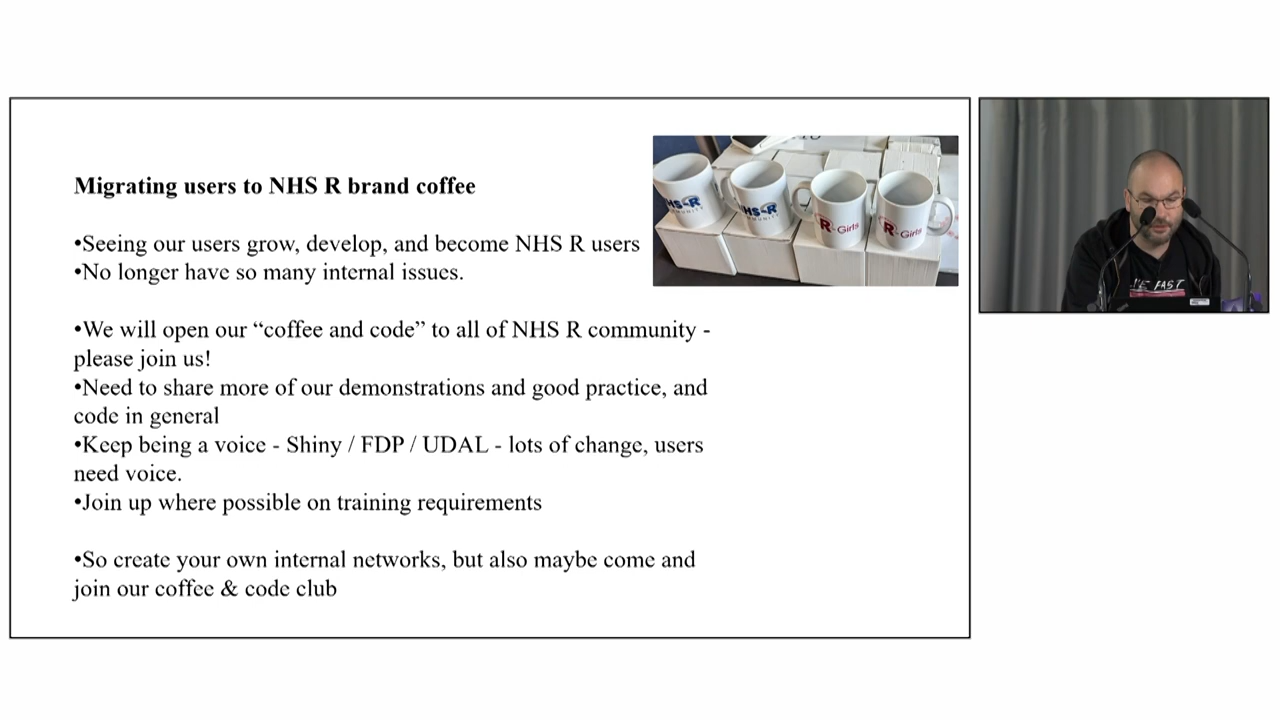 Migrating users to NHS R brand coffee
•Seeing our users grow, develop, and become NHS R users
•No longer have so many internal issues.
•We will open our “coffee and code” to all of NHS R community -
please join us!
•Need to share more of our demonstrations and good practice, and
code in general
•Keep being a voice - Shiny / FDP / UDAL - lots of change, users
need voice.
•Join up where possible on training requirements
•So create your own internal networks, but also maybe come and
join our coffee & code club
HS-R
MUNITY
NHS-R
MMUNITY
R-Girls
R-Girls
FAST